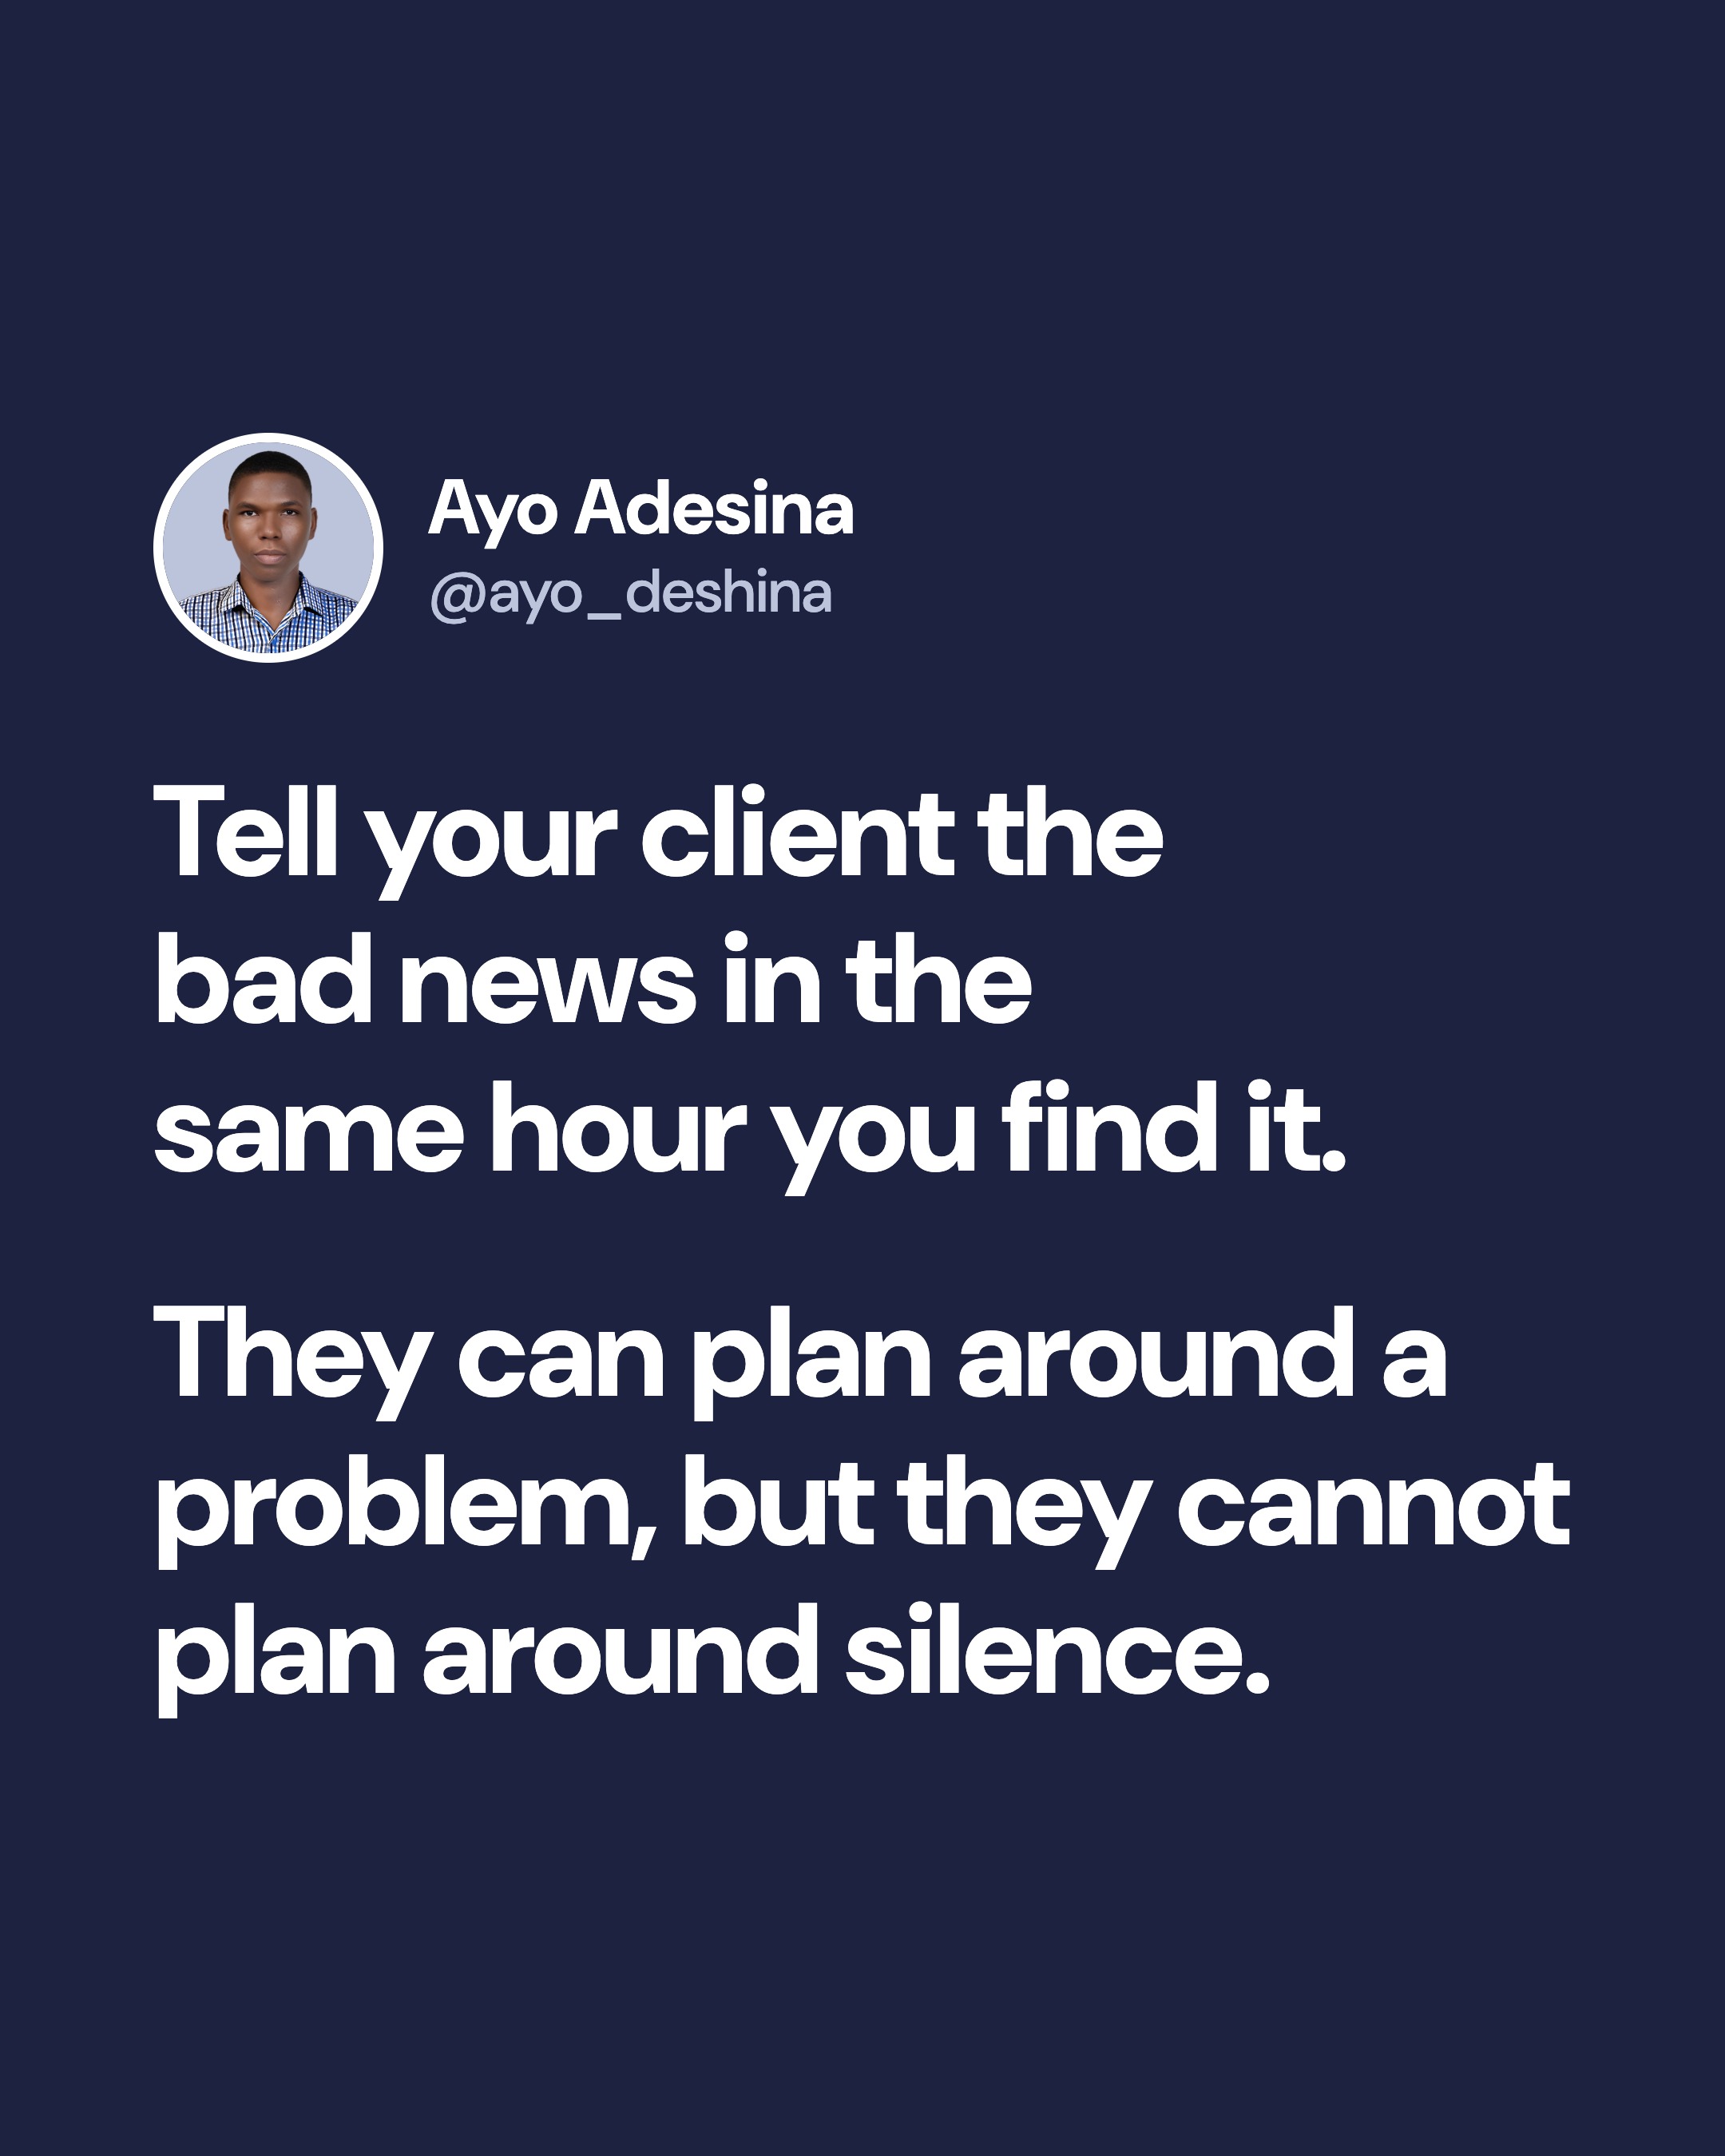 Ayo Adesina
@ayo_deshina
Tell your client the
bad news in the
same hour you find it.
They can plan around a
problem, but they cannot
plan around silence.